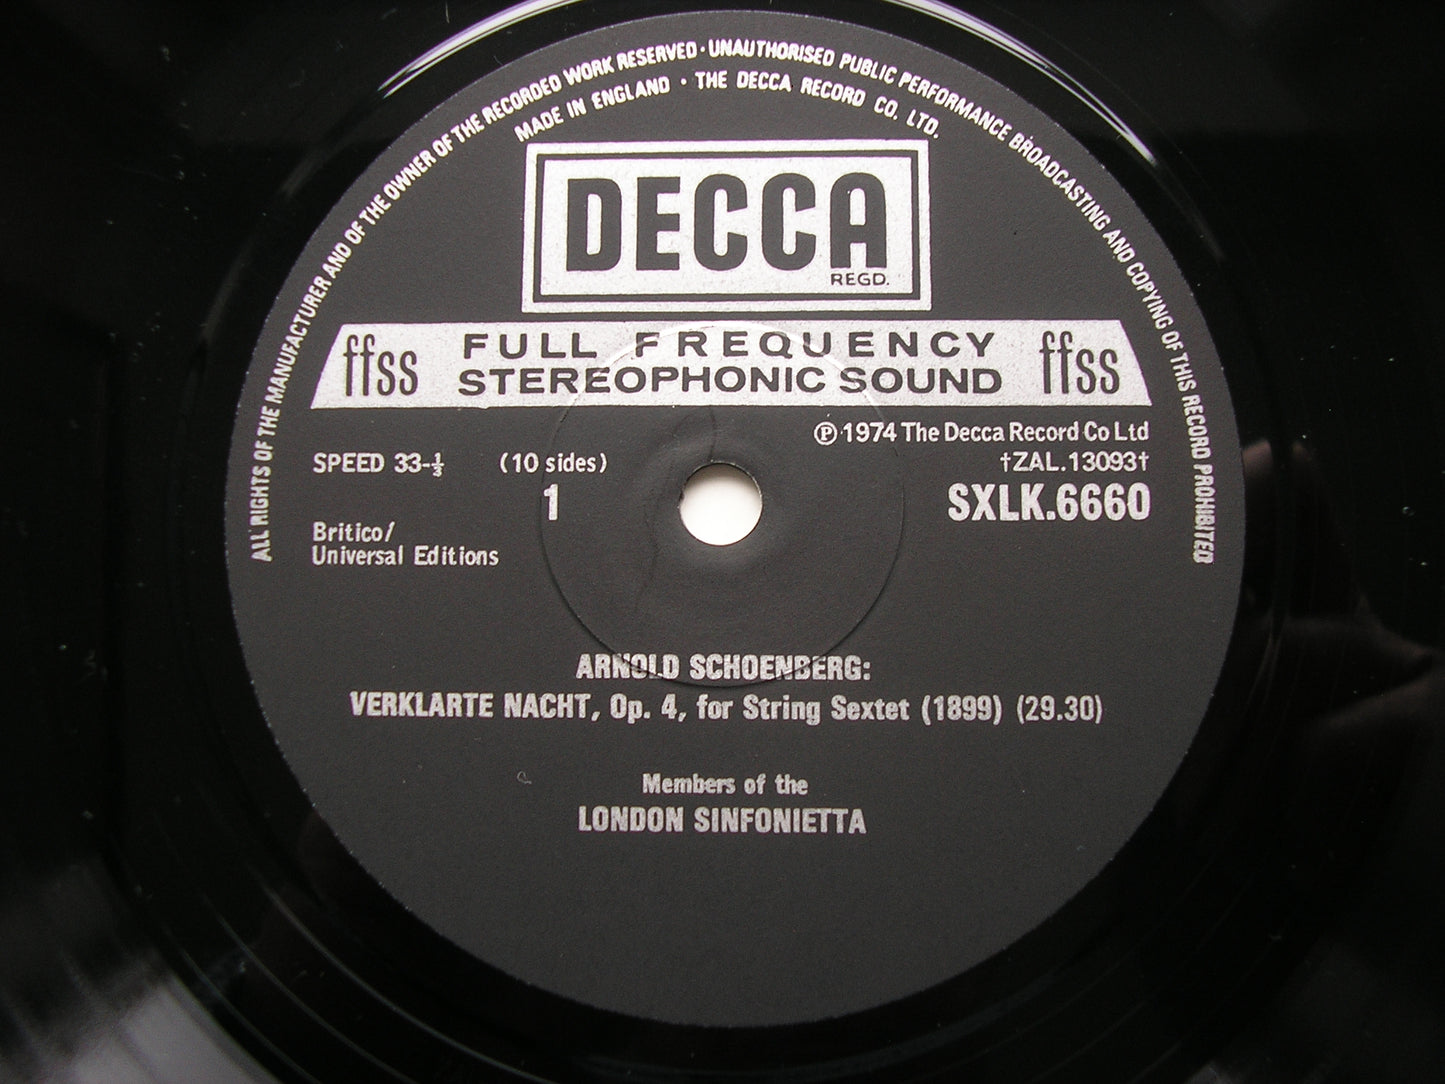 ALL RIGHTS OF THE MANUFACTURER AND OF THE OWNER OF THE RECORDED WORK RESERVED · UNAUTHORISED PUBLIC PERFORMANCE BROADCASTING AND COPYING OF THIS RECORD PROHIBITED
MADE IN ENGLAND · THE DECCA RECORD CO. LTD.
DECCA
REGD.
ffss FULL FREQUENCY ffss
STEREOPHONIC SOUND
℗ 1974 The Decca Record Co Ltd
SPEED 33-⅓ (10 sides) †ZAL.13093†
1 SXLK.6660
Britico/
Universal Editions
ARNOLD SCHOENBERG:
VERKLARTE NACHT, Op. 4, for String Sextet (1899) (29.30)
Members of the
LONDON SINFONIETTA